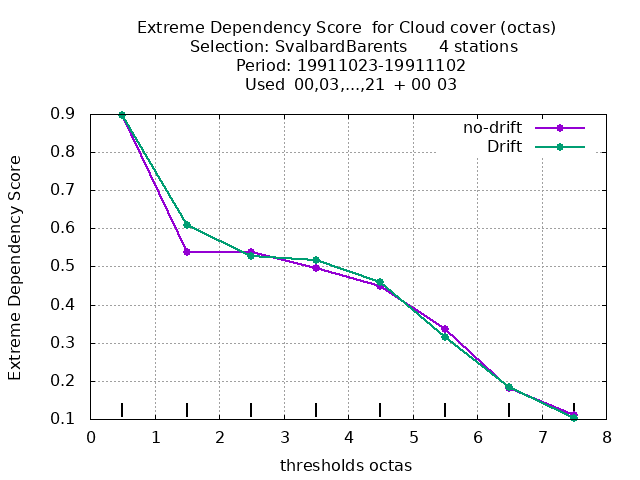 Extreme Dependency Score  for Cloud cover (octas)
Selection: SvalbardBarents      4 stations
Period: 19911023-19911102
Used  00,03,...,21  + 00 03
no-drift
Drift
Extreme Dependency Score
0.9
0.8
0.7
0.6
0.5
0.4
0.3
0.2
0.1
0 1 2 3 4 5 6 7 8
thresholds octas